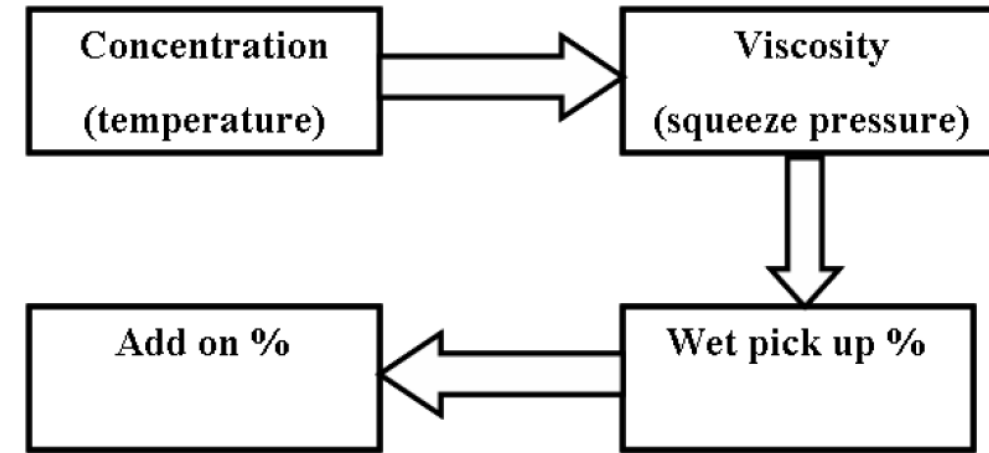 Concentration
(temperature)
Viscosity
(squeeze pressure)
Wet pick up %
Add on %